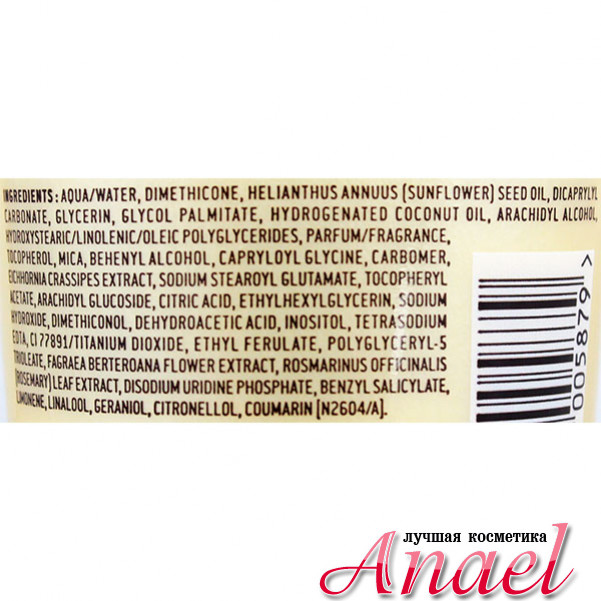 INGREDIENTS: AQUA/WATER, DIMETHICONE, HELIANTHUS ANNUUS (SUNFLOWER) SEED OIL, DICAPRYLYL
CARBONATE, GLYCERIN, GLYCOL PALMITATE, HYDROGENATED COCONUT OIL, ARACHIDYL ALCOHOL,
HYDROXYSTEARIC/LINOLENIC/OLEIC POLYGLYCERIDES, PARFUM/FRAGRANCE,
TOCOPHEROL, MICA, BEHENYL ALCOHOL, CAPRYLOYL GLYCINE, CARBOMER,
EICHHORNIA CRASSIPES EXTRACT, SODIUM STEAROYL GLUTAMATE, TOCOPHERYL
ACETATE, ARACHIDYL GLUCOSIDE, CITRIC ACID, ETHYLHEXYLGLYCERIN, SODIUM
HYDROXIDE, DIMETHICONOL, DEHYDROACETIC ACID, INOSITOL, TETRASODIUM
EDTA, CI 77891/TITANIUM DIOXIDE, ETHYL FERULATE, POLYGLYCERYL-5
TRIOLEATE, FAGRAEA BERTEROANA FLOWER EXTRACT, ROSMARINUS OFFICINALIS
(ROSEMARY) LEAF EXTRACT, DISODIUM URIDINE PHOSPHATE, BENZYL SALICYLATE,
LIMONENE, LINALOOL, GERANIOL, CITRONELLOL, COUMARIN [N2604/A].
005879 >
лучшая косметика
Anael